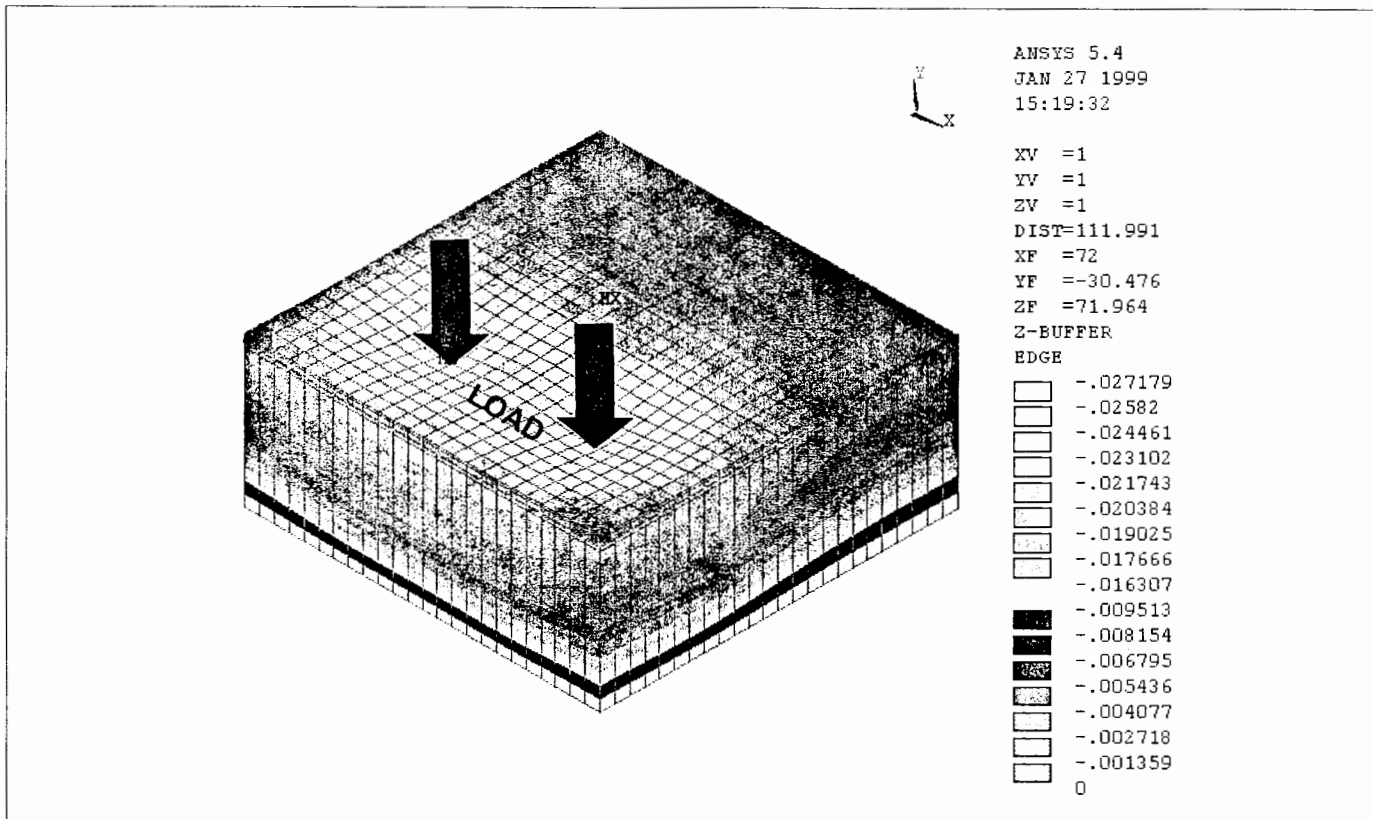 ANSYS 5.4
JAN 27 1999
15:19:32
Y
X
XV =1
YV =1
ZV =1
DIST=111.991
XF =72
YF =-30.476
ZF =71.964
Z-BUFFER
EDGE
-.027179
-.02582
-.024461
-.023102
-.021743
-.020384
-.019025
-.017666
-.016307
-.009513
-.008154
-.006795
-.005436
-.004077
-.002718
-.001359
0
MX
LOAD